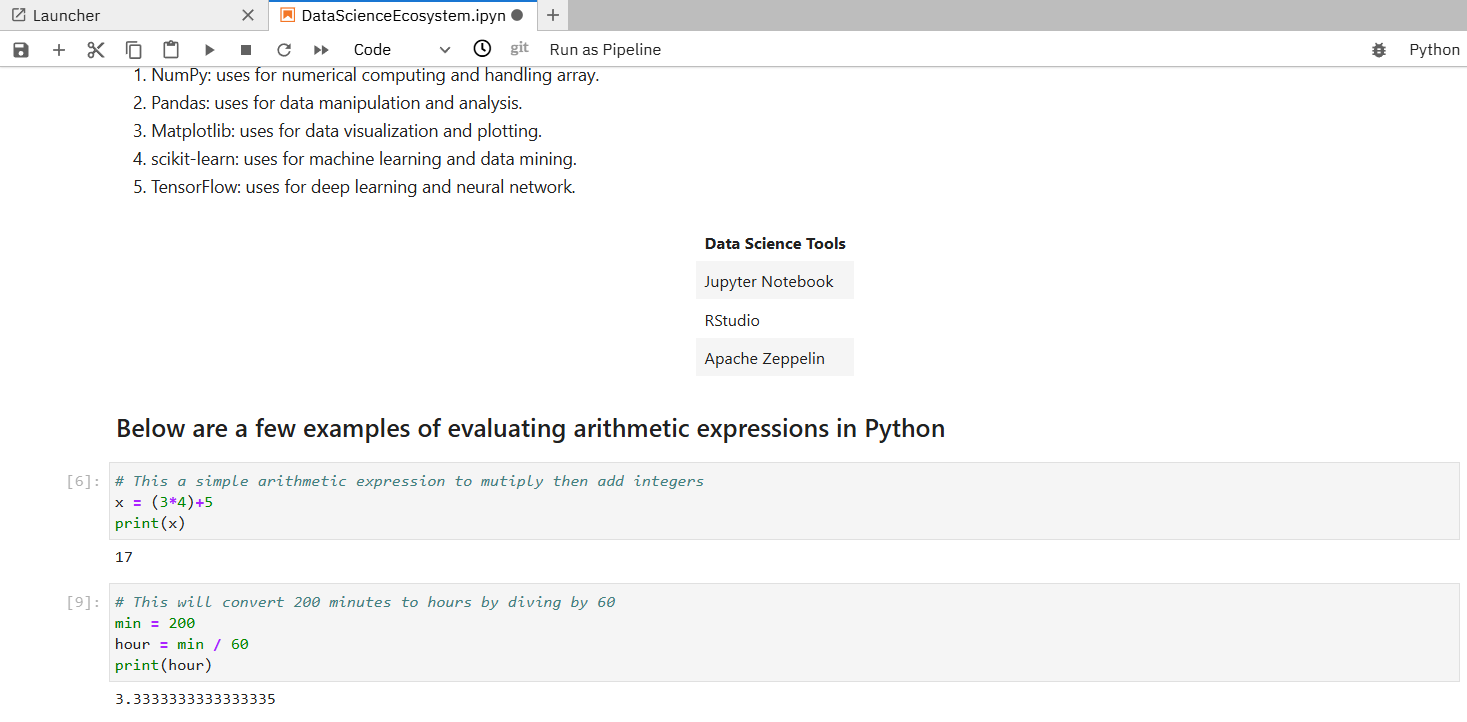 Launcher
DataScienceEcosystem.ipyn
Code
git
Run as Pipeline
Python
1. NumPy: uses for numerical computing and handling array.
2. Pandas: uses for data manipulation and analysis.
3. Matplotlib: uses for data visualization and plotting.
4. scikit-learn: uses for machine learning and data mining.
5. TensorFlow: uses for deep learning and neural network.
Data Science Tools
Jupyter Notebook
RStudio
Apache Zeppelin
Below are a few examples of evaluating arithmetic expressions in Python
[6]: # This a simple arithmetic expression to mutiply then add integers
x = (3*4)+5
print(x)
17
[9]: # This will convert 200 minutes to hours by diving by 60
min = 200
hour = min / 60
print(hour)
3.3333333333333335